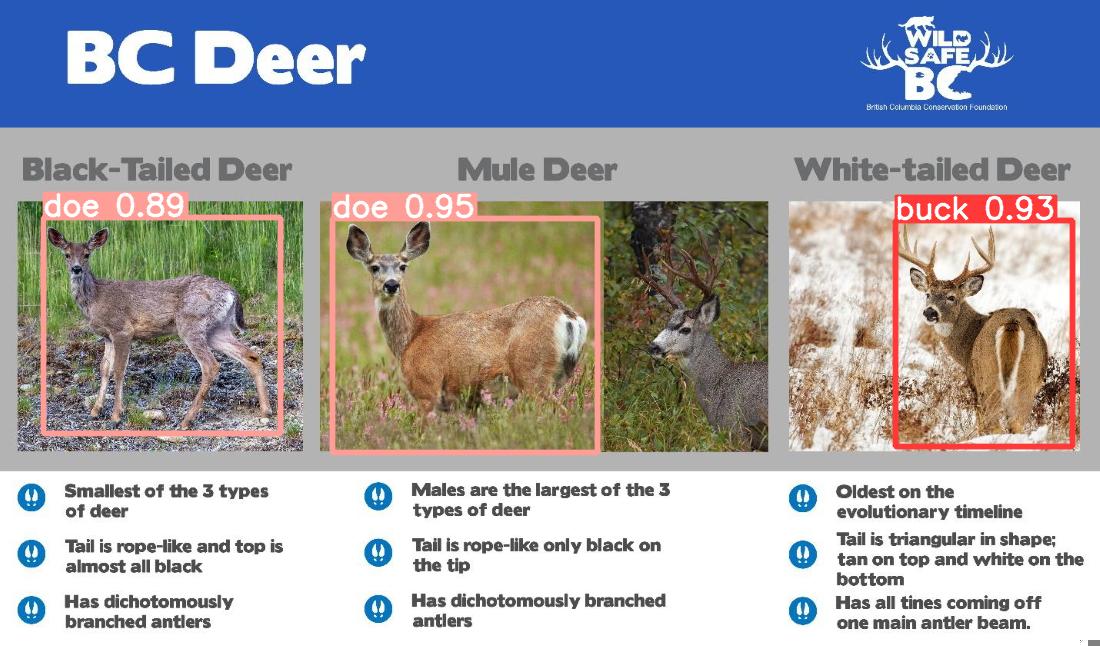 BC Deer
WILD
SAFE
BC
British Columbia Conservation Foundation
Black-Tailed Deer
Mule Deer
White-tailed Deer
doe 0.89
doe 0.95
buck 0.93
Smallest of the 3 types
of deer
Tail is rope-like and top is
almost all black
Has dichotomously
branched antlers
Males are the largest of the 3
types of deer
Tail is rope-like only black on
the tip
Has dichotomously branched
antlers
Oldest on the
evolutionary timeline
Tail is triangular in shape;
tan on top and white on the
bottom
Has all tines coming off
one main antler beam.